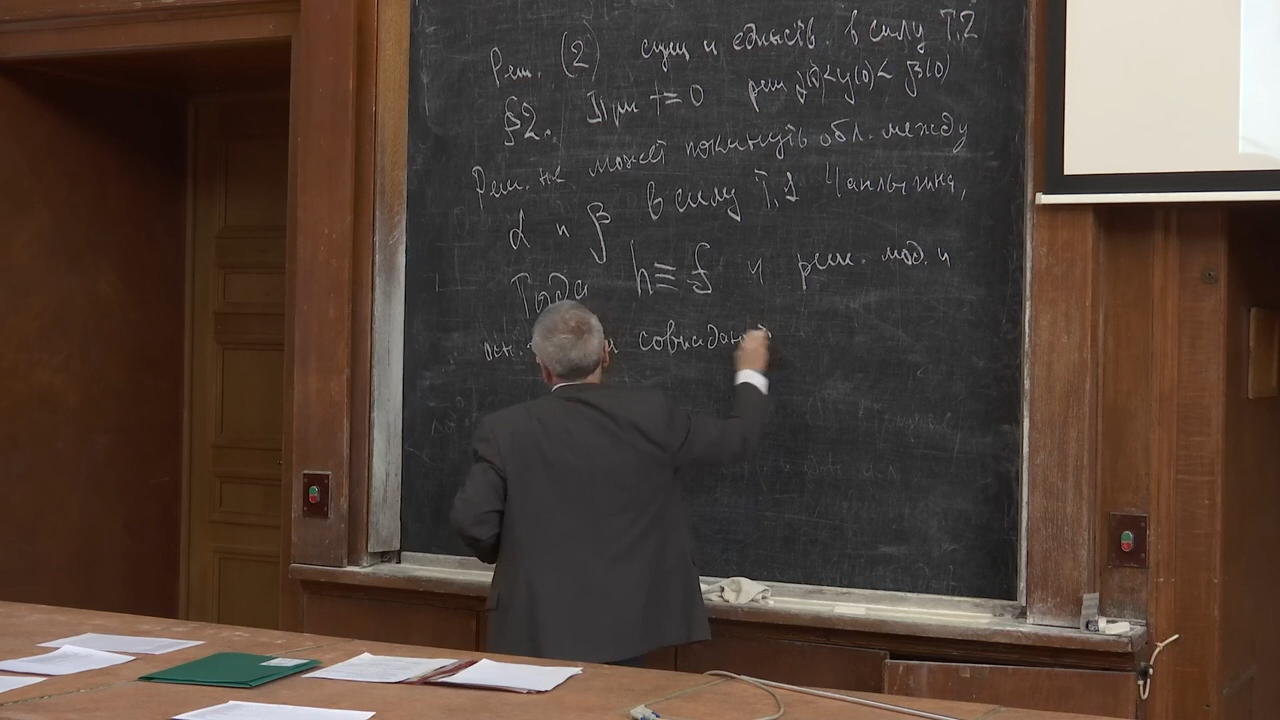 Реш. (2) сущ и единств. в силу Т.2
§2. При t=0 реш α(0)<y(0)<β(0)
Реш. не может покинуть обл. между
α и β в силу Т.1 Чаплыгина,
Тогда h≡f и реш. мод. и
осн. совпадают